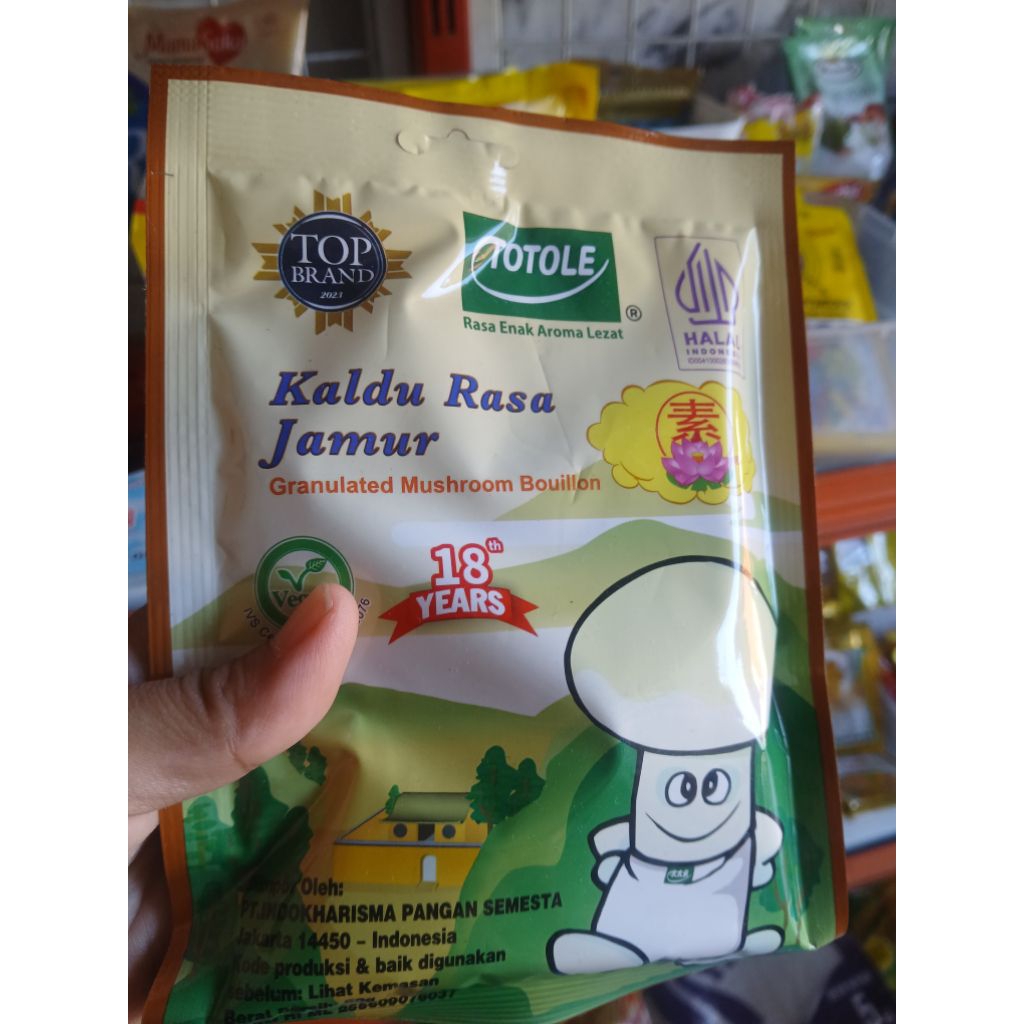 TOP
BRAND
2023
TOTOLE
®
Rasa Enak Aroma Lezat
HALAL
INDONESIA
Kaldu Rasa
Jamur
素
Granulated Mushroom Bouillon
18th
YEARS
Oleh:
PT.INDOKHARISMA PANGAN SEMESTA
Jakarta 14450 – Indonesia
Kode produksi & baik digunakan
sebelum: Lihat Kemasan